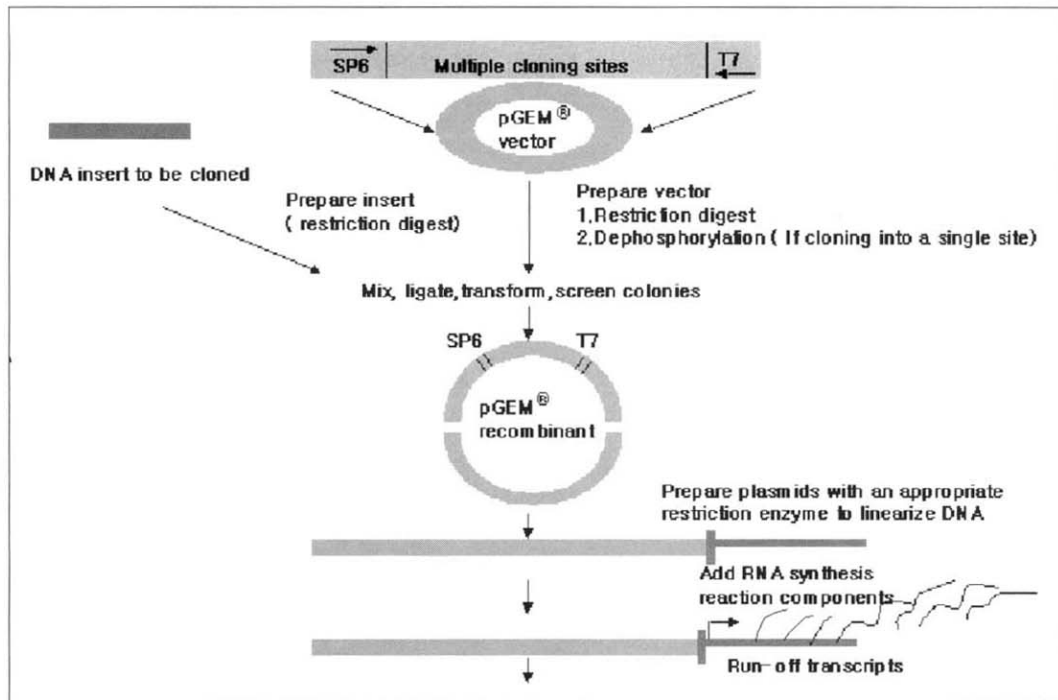 SP6 Multiple cloning sites T7
pGEM®
vector
DNA insert to be cloned
Prepare insert
( restriction digest)
Prepare vector
1.Restriction digest
2.Dephosphorylation ( If cloning into a single site)
Mix, ligate,transform,screen colonies
SP6 T7
pGEM®
recombinant
Prepare plasmids with an appropriate
restriction enzyme to linearize DNA
Add RNA synthesis
reaction components
Run-off transcripts